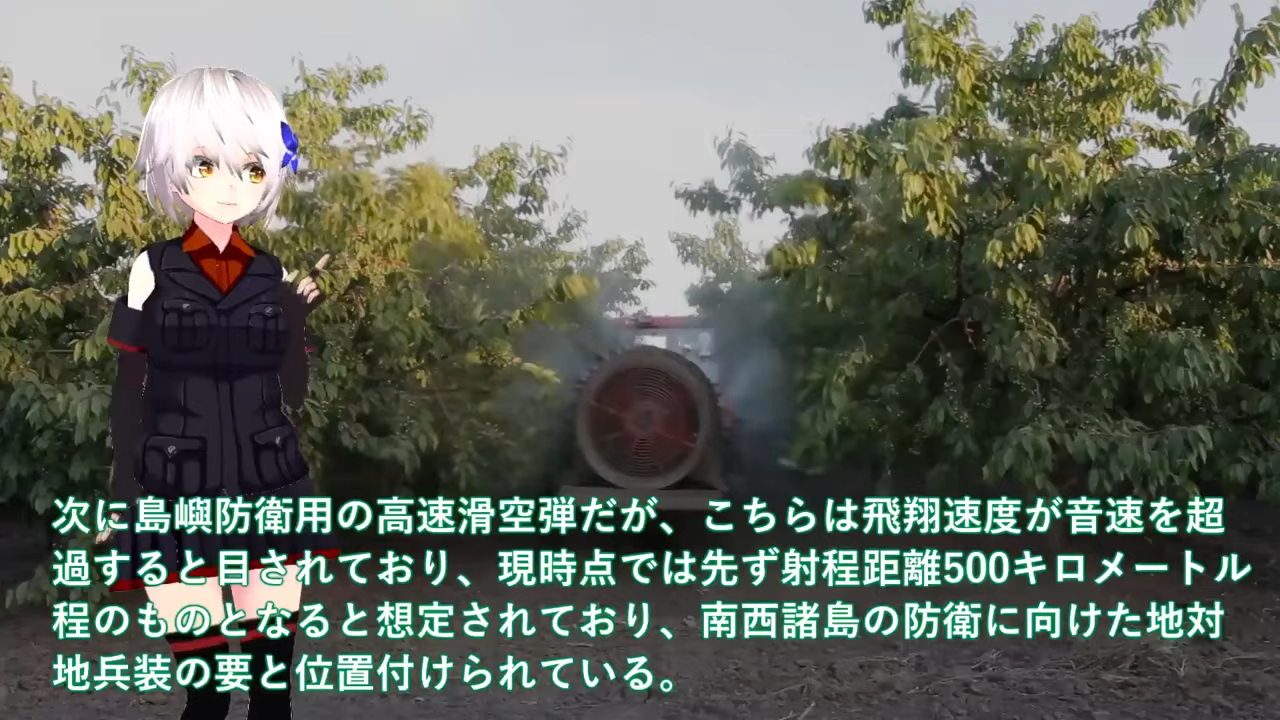 次に島嶼防衛用の高速滑空弾だが、こちらは飛翔速度が音速を超
過すると目されており、現時点では先ず射程距離500キロメートル
程のものとなると想定されており、南西諸島の防衛に向けた地対
地兵装の要と位置付けられている。